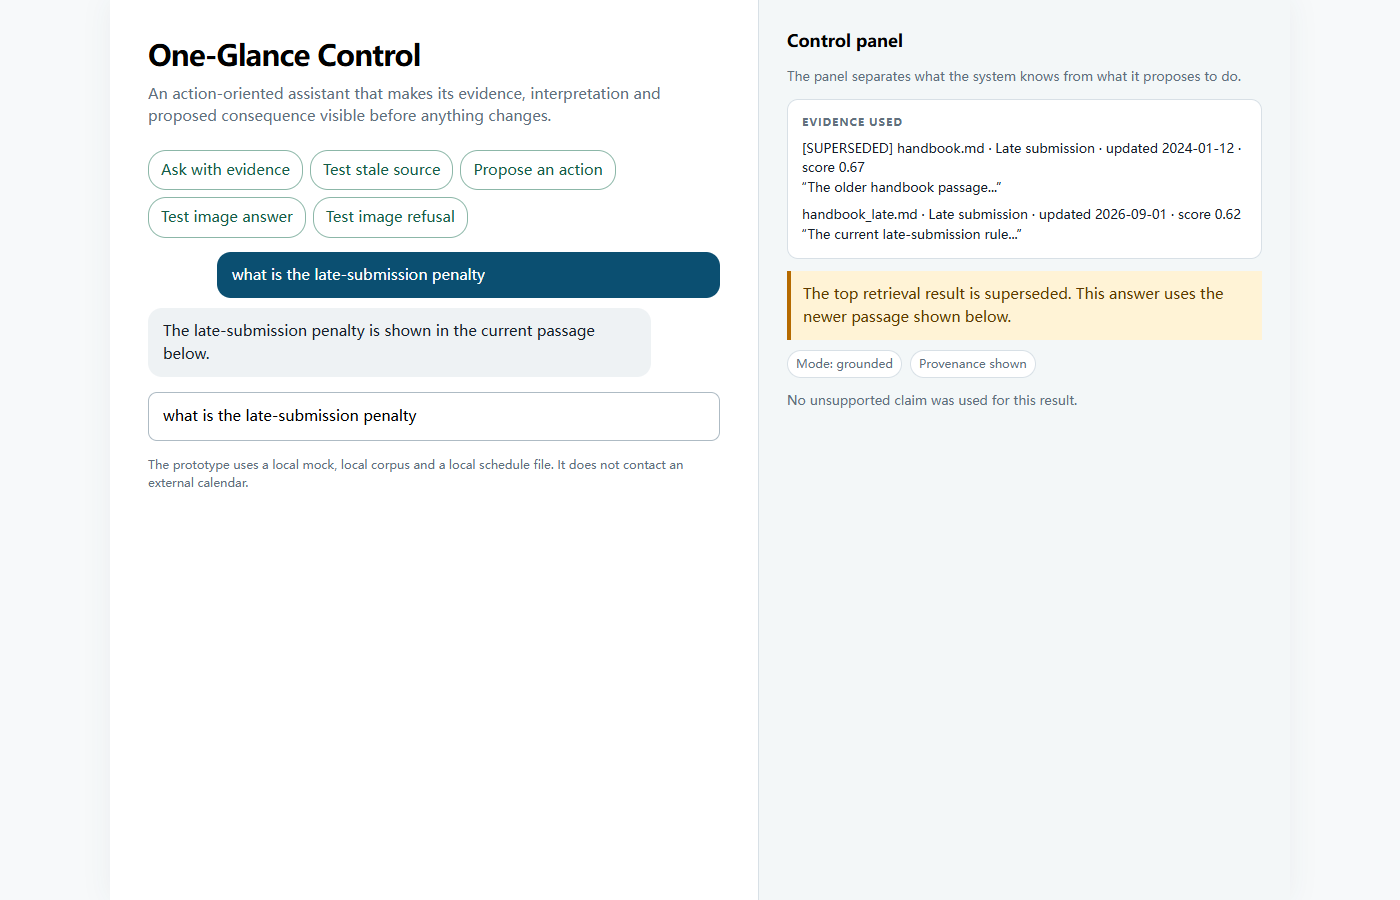 One-Glance Control
An action-oriented assistant that makes its evidence, interpretation and
proposed consequence visible before anything changes.
Ask with evidence
Test stale source
Propose an action
Test image answer
Test image refusal
what is the late-submission penalty
The late-submission penalty is shown in the current passage
below.
what is the late-submission penalty
The prototype uses a local mock, local corpus and a local schedule file. It does not contact an
external calendar.
Control panel
The panel separates what the system knows from what it proposes to do.
EVIDENCE USED
[SUPERSEDED] handbook.md · Late submission · updated 2024-01-12 ·
score 0.67
“The older handbook passage…”
handbook_late.md · Late submission · updated 2026-09-01 · score 0.62
“The current late-submission rule…”
The top retrieval result is superseded. This answer uses the
newer passage shown below.
Mode: grounded
Provenance shown
No unsupported claim was used for this result.